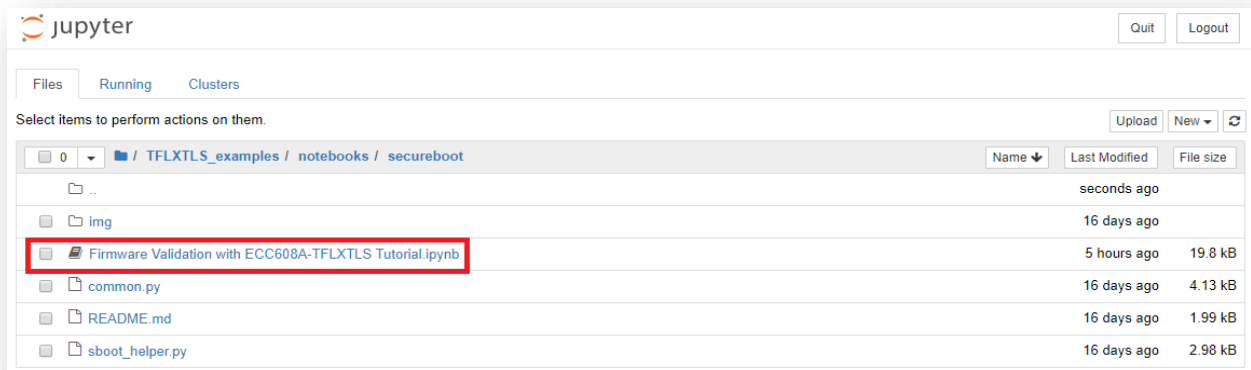 jupyter
Quit Logout
Files Running Clusters
Select items to perform actions on them.
Upload New
0 / TFLXTLS_examples / notebooks / secureboot Name Last Modified File size
.. seconds ago
img 16 days ago
Firmware Validation with ECC608A-TFLXTLS Tutorial.ipynb 5 hours ago 19.8 kB
common.py 16 days ago 4.13 kB
README.md 16 days ago 1.99 kB
sboot_helper.py 16 days ago 2.98 kB